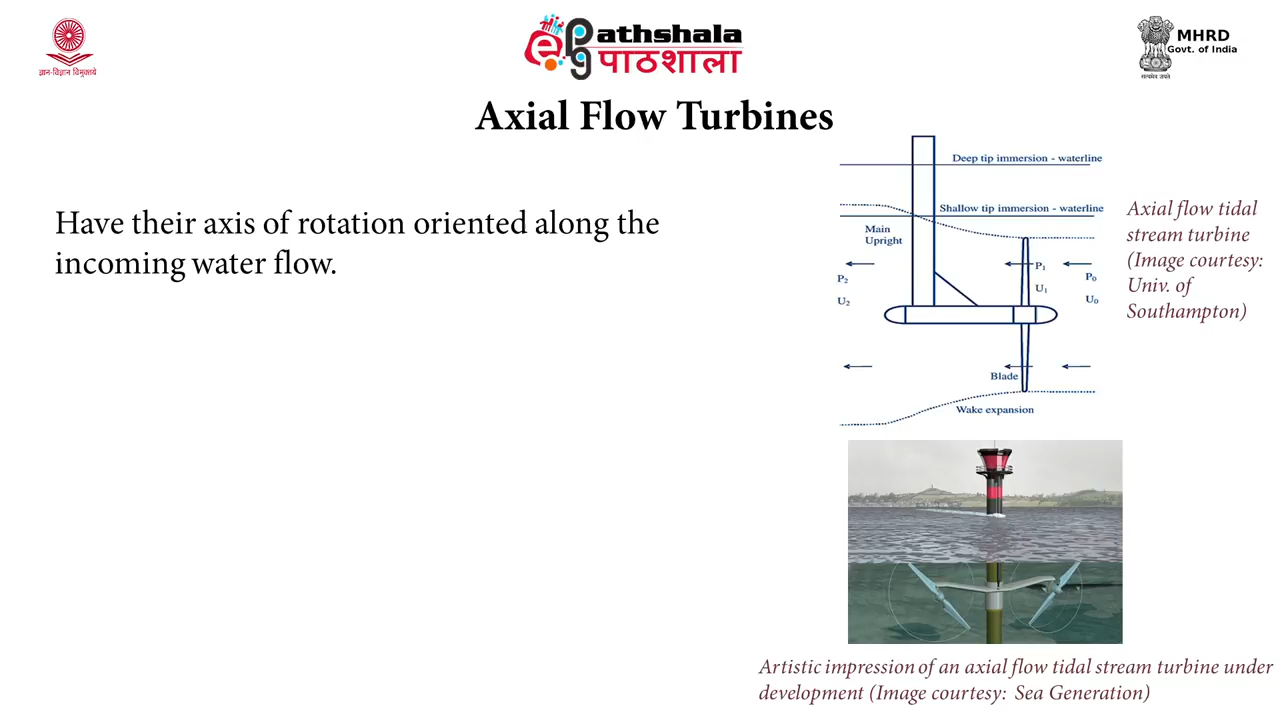 ज्ञान-विज्ञान विमुक्तये
ePathshala
पाठशाला
MHRD
Govt. of India
सत्यमेव जयते
Axial Flow Turbines
Have their axis of rotation oriented along the
incoming water flow.
Deep tip immersion - waterline
Shallow tip immersion - waterline
Main
Upright
P₁
P₀
P₂
U₁
U₀
U₂
Blade
Wake expansion
Axial flow tidal
stream turbine
(Image courtesy:
Univ. of
Southampton)
Artistic impression of an axial flow tidal stream turbine under
development (Image courtesy: Sea Generation)